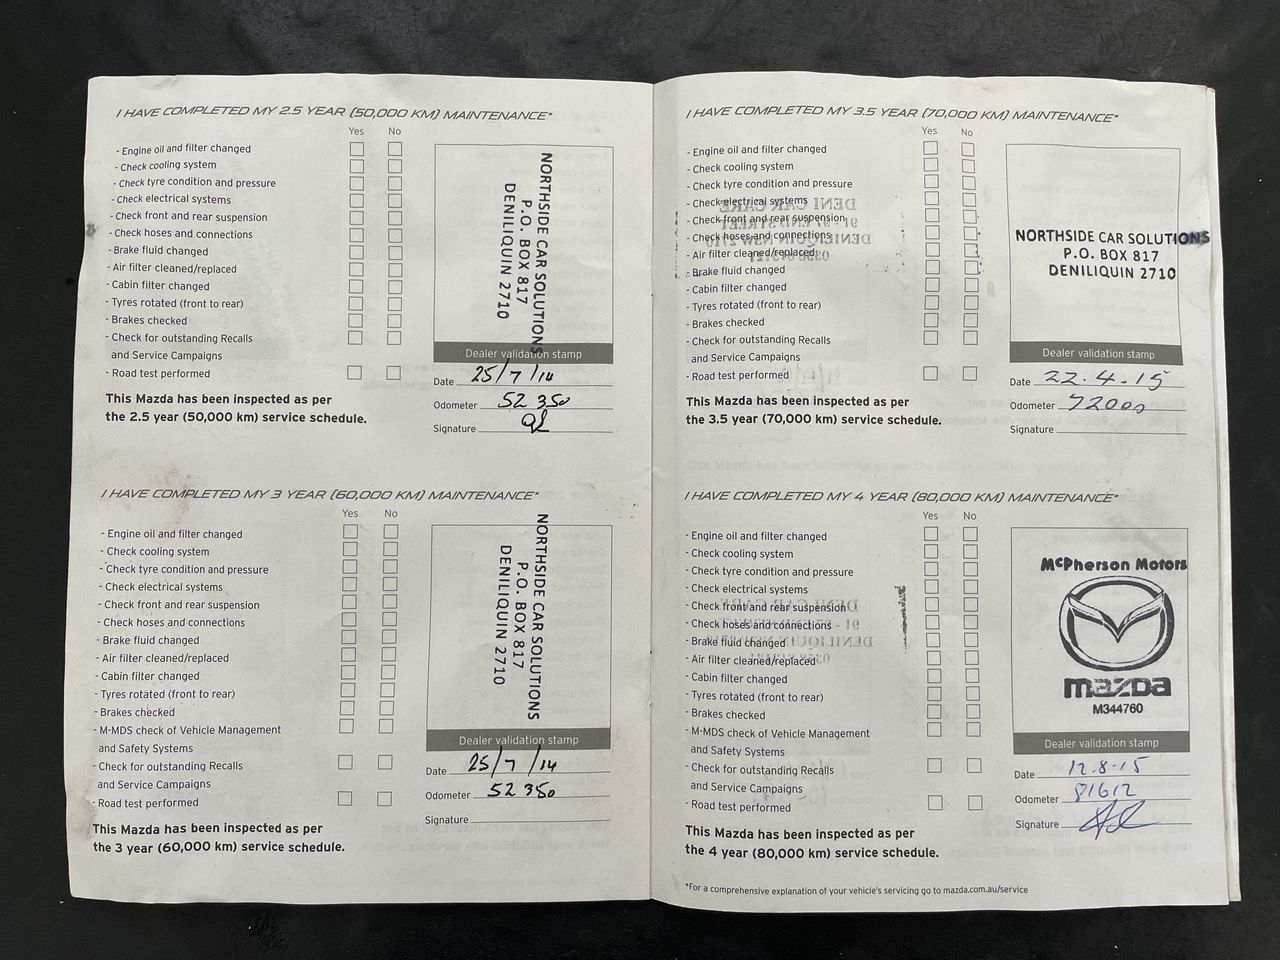 I HAVE COMPLETED MY 2.5 YEAR (50,000 KM) MAINTENANCE*
Yes No
- Engine oil and filter changed
- Check cooling system
- Check tyre condition and pressure
- Check electrical systems
- Check front and rear suspension
- Check hoses and connections
- Brake fluid changed
- Air filter cleaned/replaced
- Cabin filter changed
- Tyres rotated (front to rear)
- Brakes checked
- Check for outstanding Recalls
and Service Campaigns
- Road test performed
This Mazda has been inspected as per
the 2.5 year (50,000 km) service schedule.
NORTHSIDE CAR SOLUTIONS
P.O. BOX 817
DENILIQUIN 2710
Dealer validation stamp
Date 25/7/14
Odometer 52 350
Signature
I HAVE COMPLETED MY 3 YEAR (60,000 KM) MAINTENANCE*
Yes No
- Engine oil and filter changed
- Check cooling system
- Check tyre condition and pressure
- Check electrical systems
- Check front and rear suspension
- Check hoses and connections
- Brake fluid changed
- Air filter cleaned/replaced
- Cabin filter changed
- Tyres rotated (front to rear)
- Brakes checked
- M-MDS check of Vehicle Management
and Safety Systems
- Check for outstanding Recalls
and Service Campaigns
- Road test performed
This Mazda has been inspected as per
the 3 year (60,000 km) service schedule.
NORTHSIDE CAR SOLUTIONS
P.O. BOX 817
DENILIQUIN 2710
Dealer validation stamp
Date 25/7/14
Odometer 52 350
Signature
I HAVE COMPLETED MY 3.5 YEAR (70,000 KM) MAINTENANCE*
Yes No
- Engine oil and filter changed
- Check cooling system
- Check tyre condition and pressure
- Check electrical systems
- Check front and rear suspension
- Check hoses and connections
- Air filter cleaned/replaced
- Brake fluid changed
- Cabin filter changed
- Tyres rotated (front to rear)
- Brakes checked
- Check for outstanding Recalls
and Service Campaigns
- Road test performed
This Mazda has been inspected as per
the 3.5 year (70,000 km) service schedule.
NORTHSIDE CAR SOLUTIONS
P.O. BOX 817
DENILIQUIN 2710
Dealer validation stamp
Date 22.4.15
Odometer 72000
Signature
I HAVE COMPLETED MY 4 YEAR (80,000 KM) MAINTENANCE*
Yes No
- Engine oil and filter changed
- Check cooling system
- Check tyre condition and pressure
- Check electrical systems
- Check front and rear suspension
- Check hoses and connections
- Brake fluid changed
- Air filter cleaned/replaced
- Cabin filter changed
- Tyres rotated (front to rear)
- Brakes checked
- M-MDS check of Vehicle Management
and Safety Systems
- Check for outstanding Recalls
and Service Campaigns
- Road test performed
This Mazda has been inspected as per
the 4 year (80,000 km) service schedule.
McPherson Motors
mazda
M344760
Dealer validation stamp
Date 12.8.15
Odometer 81612
Signature
*For a comprehensive explanation of your vehicle's servicing go to mazda.com.au/service